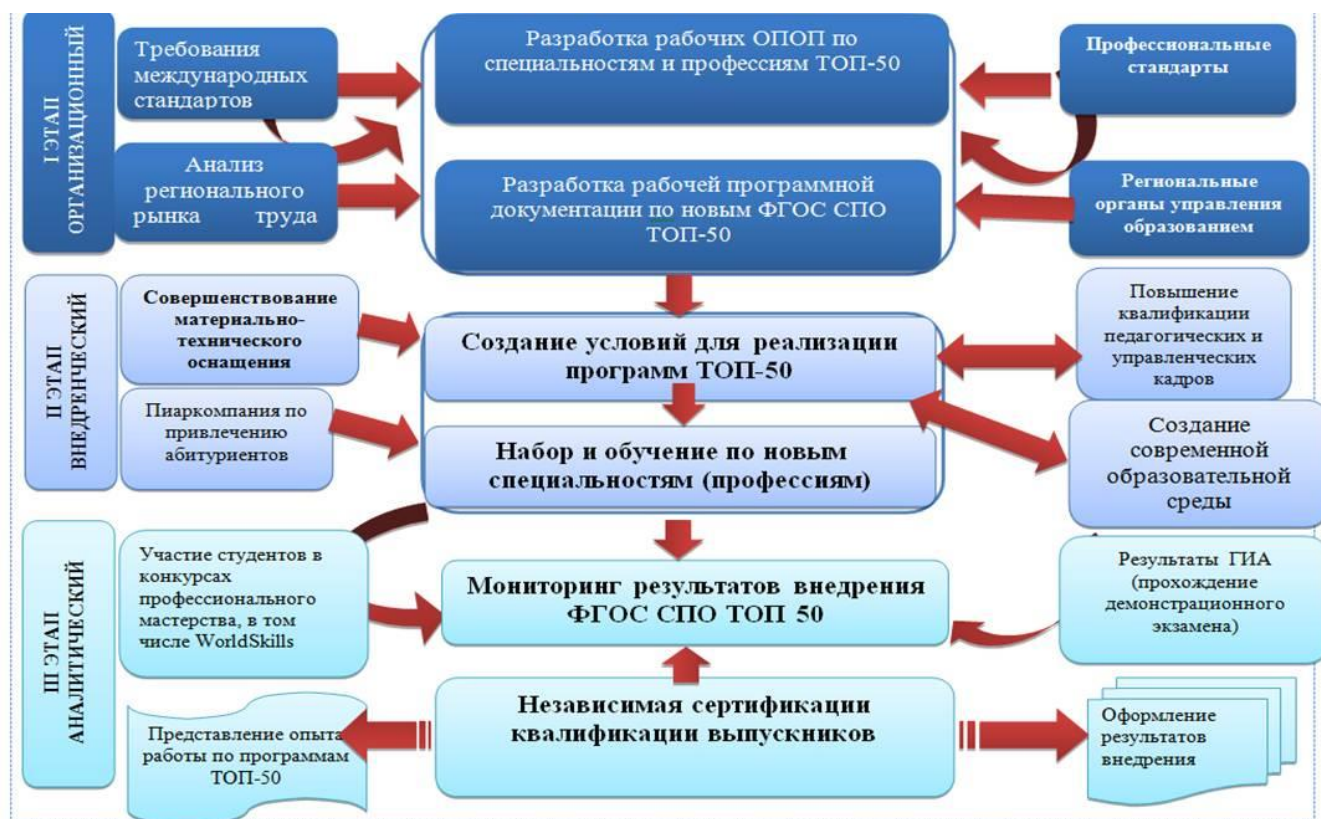 I ЭТАП
ОРГАНИЗАЦИОННЫЙ
Требования
международных
стандартов
Анализ
регионального
рынка труда
Разработка рабочих ОПОП по
специальностям и профессиям ТОП-50
Разработка рабочей программной
документации по новым ФГОС СПО
ТОП-50
Профессиональные
стандарты
Региональные
органы управления
образованием
II ЭТАП
ВНЕДРЕНЧЕСКИЙ
Совершенствование
материально-
технического
оснащения
Пиаркомпания по
привлечению
абитуриентов
Создание условий для реализации
программ ТОП-50
Набор и обучение по новым
специальностям (профессиям)
Повышение
квалификации
педагогических и
управленческих
кадров
Создание
современной
образовательной
среды
III ЭТАП
АНАЛИТИЧЕСКИЙ
Участие студентов в
конкурсах
профессионального
мастерства, в том
числе WorldSkills
Представление опыта
работы по программам
ТОП-50
Мониторинг результатов внедрения
ФГОС СПО ТОП 50
Независимая сертификации
квалификации выпускников
Результаты ГИА
(прохождение
демонстрационного
экзамена)
Оформление
результатов
внедрения